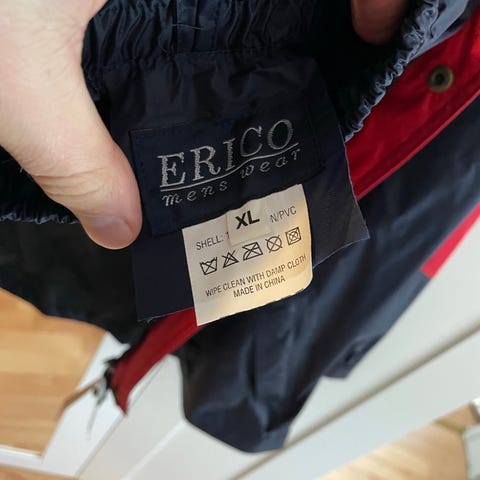 ERICO
mens wear
XL
SHELL: N/PVC
WIPE CLEAN WITH DAMP CLOTH
MADE IN CHINA